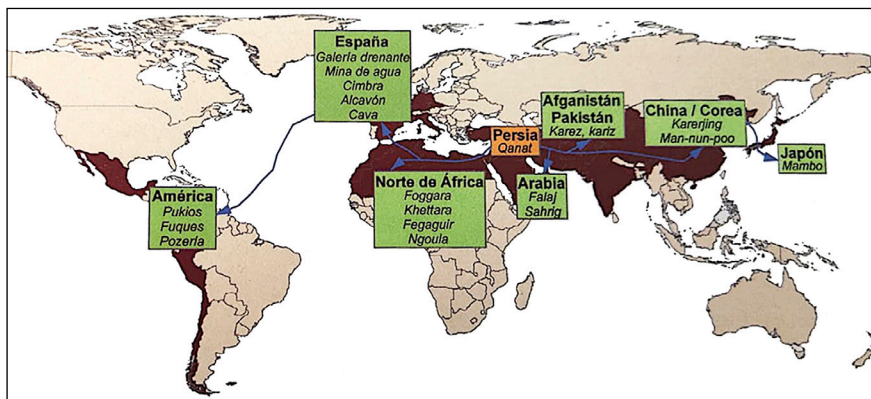 España
Galería drenante
Mina de agua
Cimbra
Alcavón
Cava
Afganistán
Pakistán
Karez, kariz
China / Corea
Karerjing
Man-nun-poo
Persia
Qanat
Japón
Mambo
América
Pukios
Fuques
Pozería
Norte de África
Foggara
Khettara
Fegaguir
Ngoula
Arabia
Falaj
Sahrig